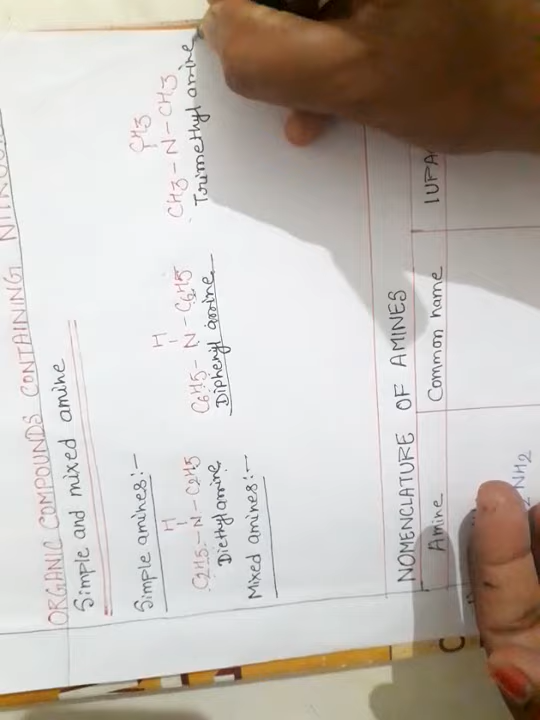 ORGANIC COMPOUNDS CONTAINING
Simple and mixed amine
Simple amines:-
H
C2H5-N-C2H5
Diethylamine
H
C6H5-N-C6H5
Diphenyl amine
CH3
CH3-N-CH3
Trimethyl amine
Mixed amines:-
NOMENCLATURE OF AMINES
Amine Common name IUPA
NH2